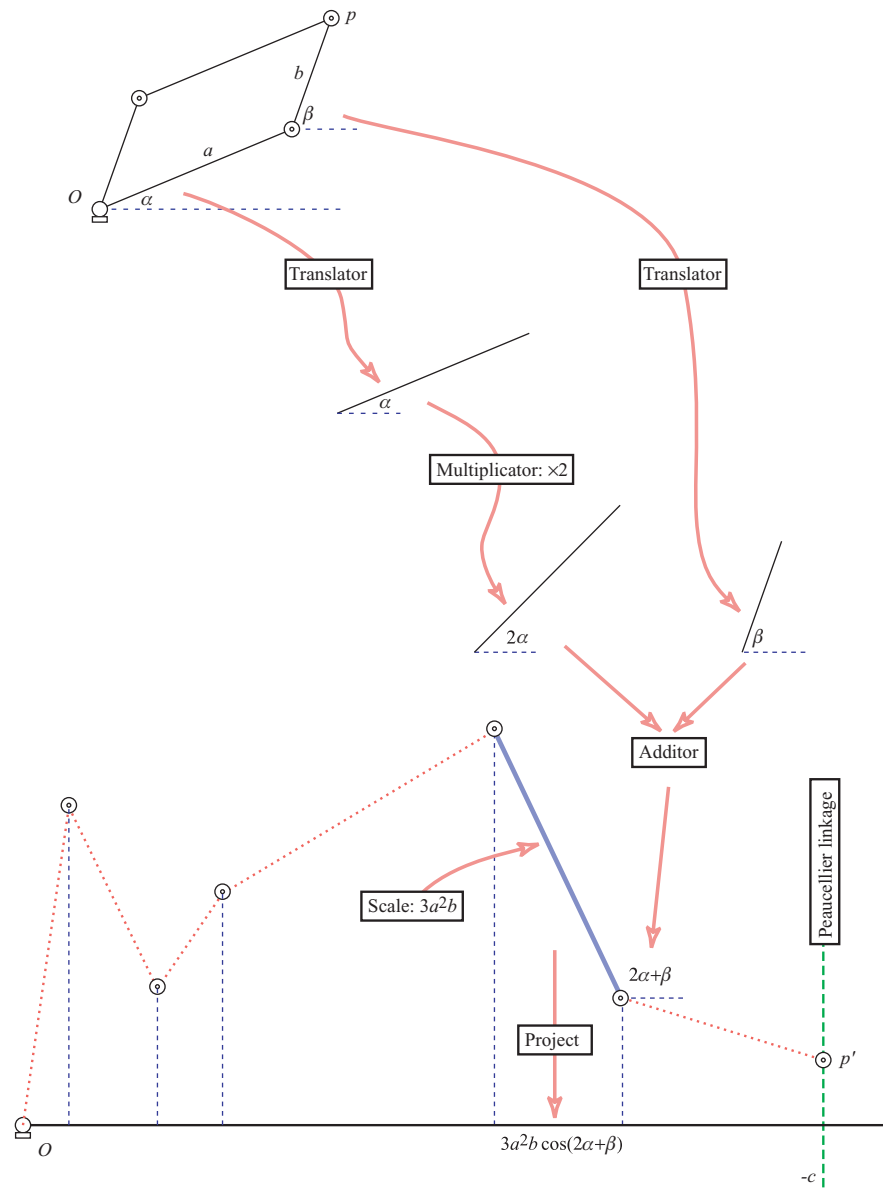 p
b
β
a
O
α
Translator
Translator
α
Multiplicator: ×2
2α
β
Additor
Peaucellier linkage
Scale: 3a²b
2α+β
Project
p′
O
3a²b cos(2α+β)
-c